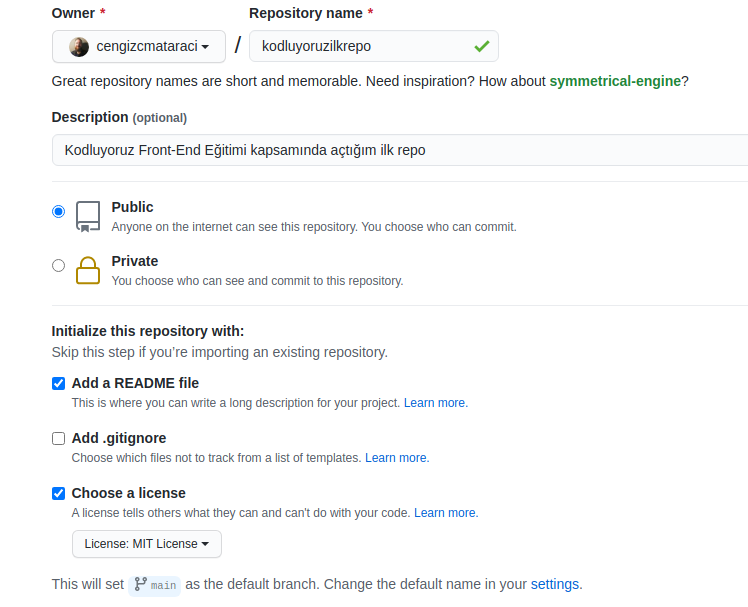 Owner * Repository name *
cengizcmataraci / kodluyoruzilkrepo
Great repository names are short and memorable. Need inspiration? How about symmetrical-engine?
Description (optional)
Kodluyoruz Front-End Eğitimi kapsamında açtığım ilk repo
Public
Anyone on the internet can see this repository. You choose who can commit.
Private
You choose who can see and commit to this repository.
Initialize this repository with:
Skip this step if you’re importing an existing repository.
Add a README file
This is where you can write a long description for your project. Learn more.
Add .gitignore
Choose which files not to track from a list of templates. Learn more.
Choose a license
A license tells others what they can and can't do with your code. Learn more.
License: MIT License
This will set main as the default branch. Change the default name in your settings.